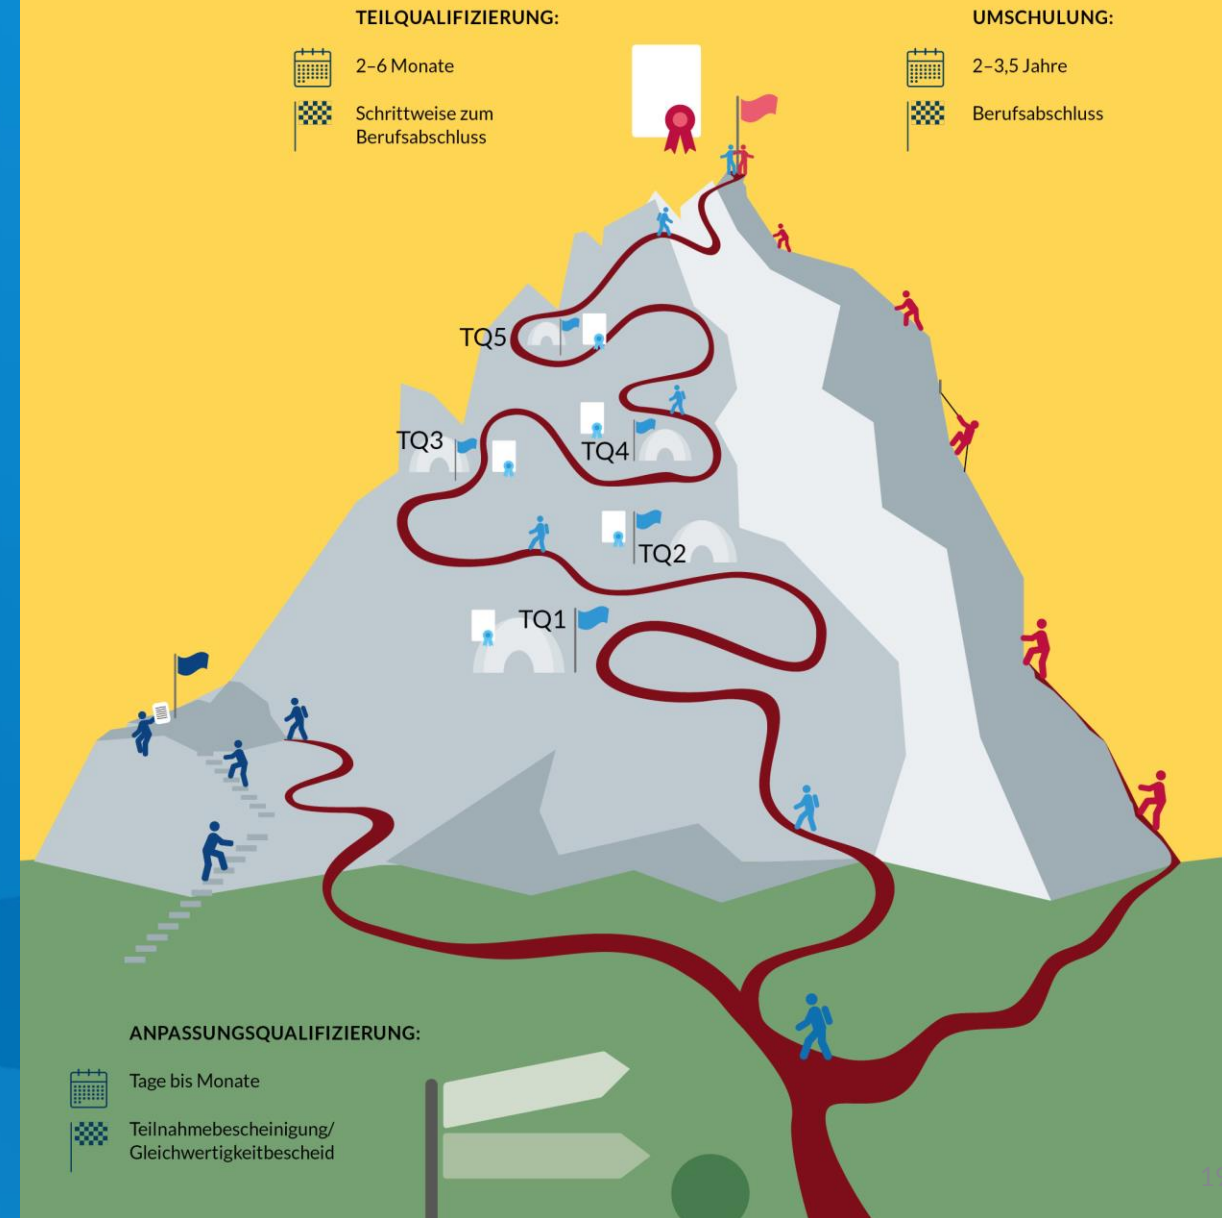 TEILQUALIFIZIERUNG:
2–6 Monate
Schrittweise zum
Berufsabschluss
UMSCHULUNG:
2–3,5 Jahre
Berufsabschluss
TQ5
TQ3
TQ4
TQ2
TQ1
ANPASSUNGSQUALIFIZIERUNG:
Tage bis Monate
Teilnahmebescheinigung/
Gleichwertigkeitbescheid